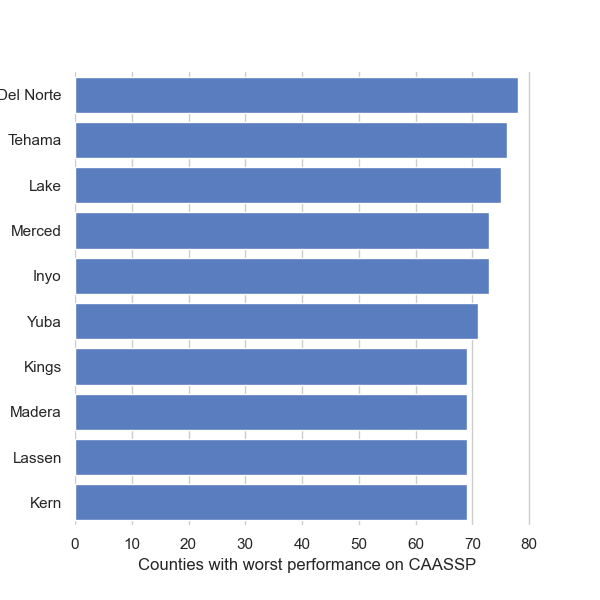 Del Norte
Tehama
Lake
Merced
Inyo
Yuba
Kings
Madera
Lassen
Kern
0 10 20 30 40 50 60 70 80
Counties with worst performance on CAASSP